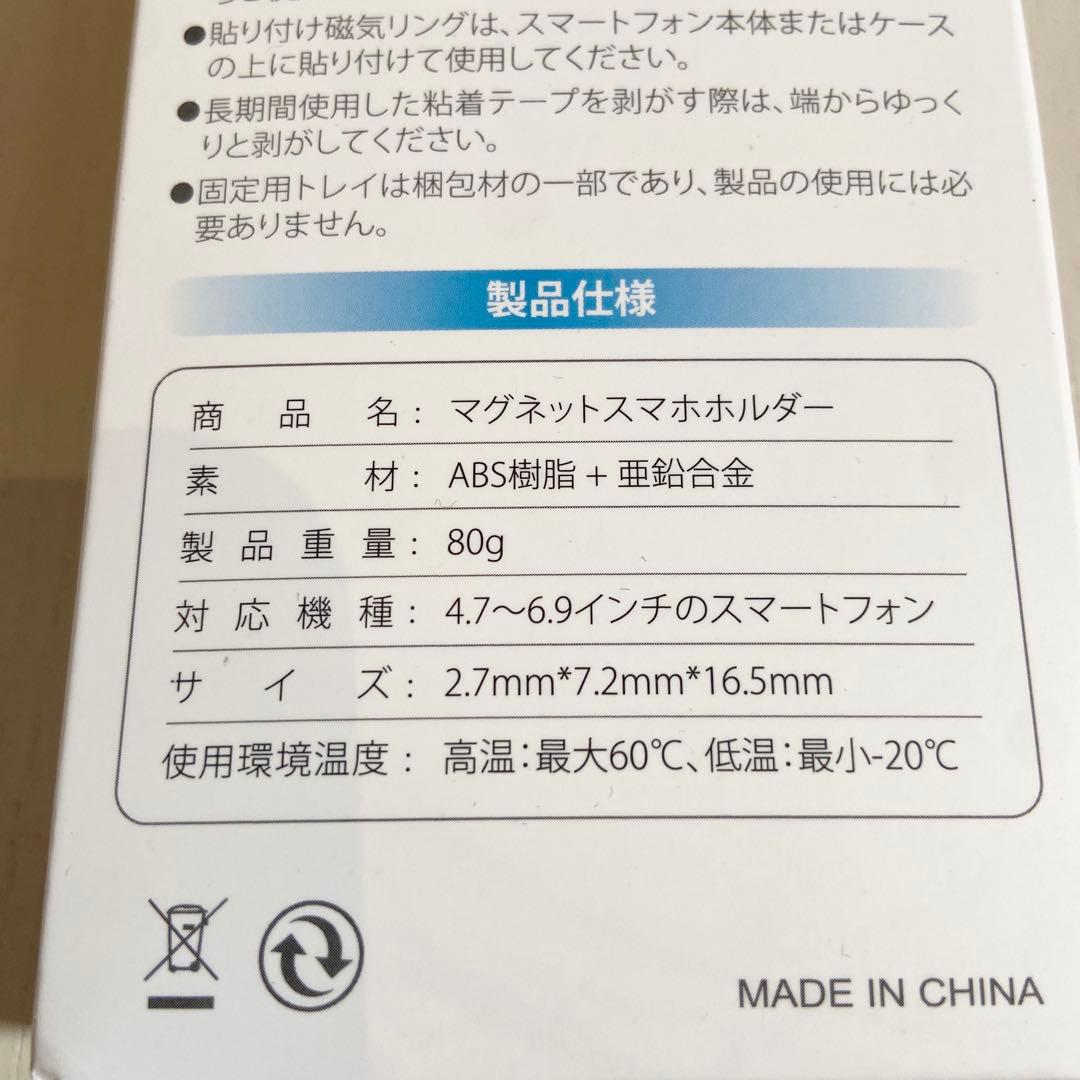 ●貼り付け磁気リングは、スマートフォン本体またはケース
の上に貼り付けて使用してください。
●長期間使用した粘着テープを剥がす際は、端からゆっく
りと剥がしてください。
●固定用トレイは梱包材の一部であり、製品の使用には必
要ありません。
製品仕様
商品名: マグネットスマホホルダー
素材: ABS樹脂+亜鉛合金
製品重量: 80g
対応機種: 4.7～6.9インチのスマートフォン
サイズ: 2.7mm*7.2mm*16.5mm
使用環境温度: 高温:最大60℃、低温:最小-20℃
MADE IN CHINA